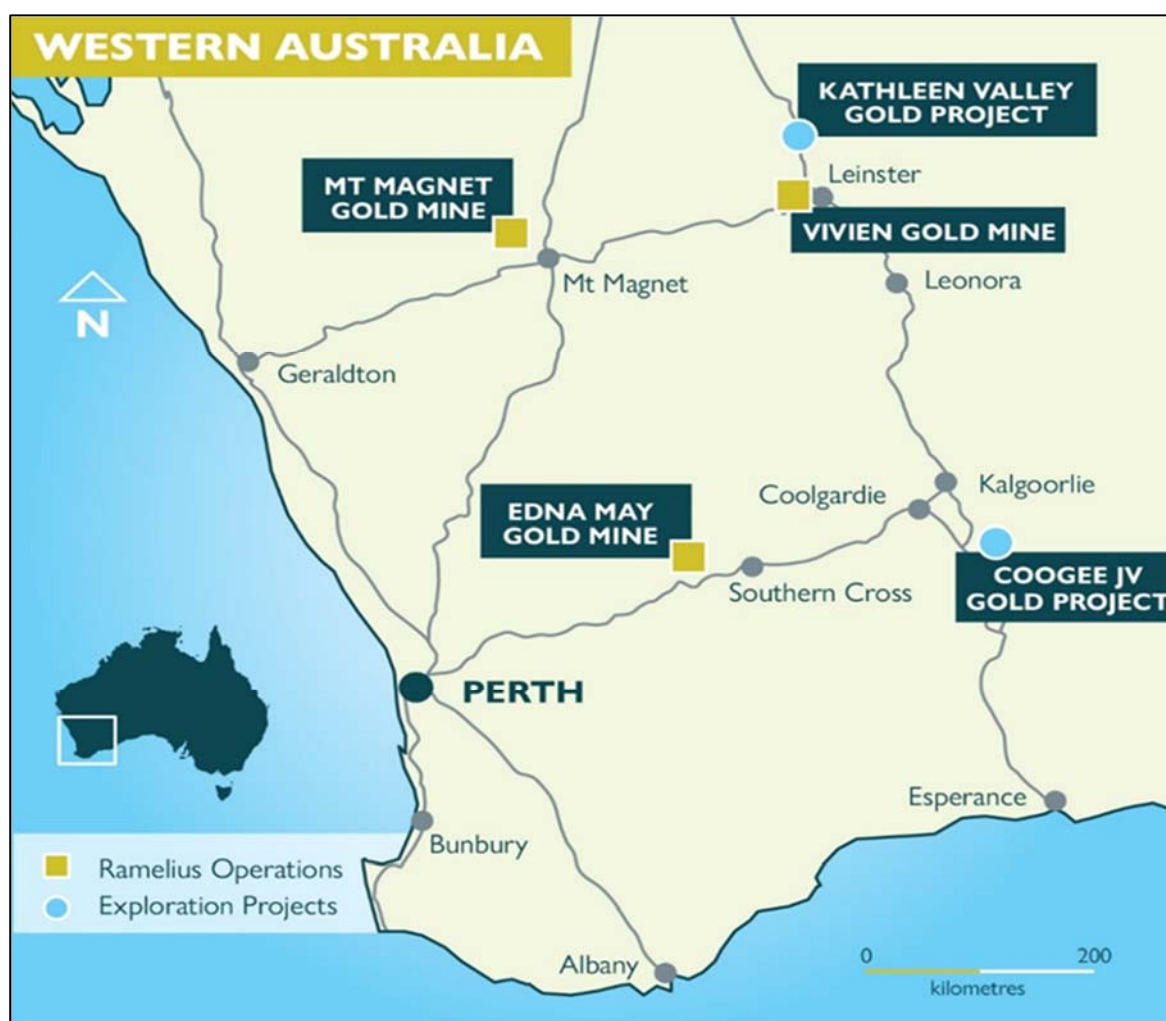 WESTERN AUSTRALIA
KATHLEEN VALLEY
GOLD PROJECT
MT MAGNET
GOLD MINE
Leinster
VIVIEN GOLD MINE
Mt Magnet
Leonora
N
Geraldton
Kalgoorlie
Coolgardie
EDNA MAY
GOLD MINE
COOGEE JV
GOLD PROJECT
Southern Cross
PERTH
Esperance
Bunbury
Ramelius Operations
Exploration Projects
Albany
0 200
kilometres